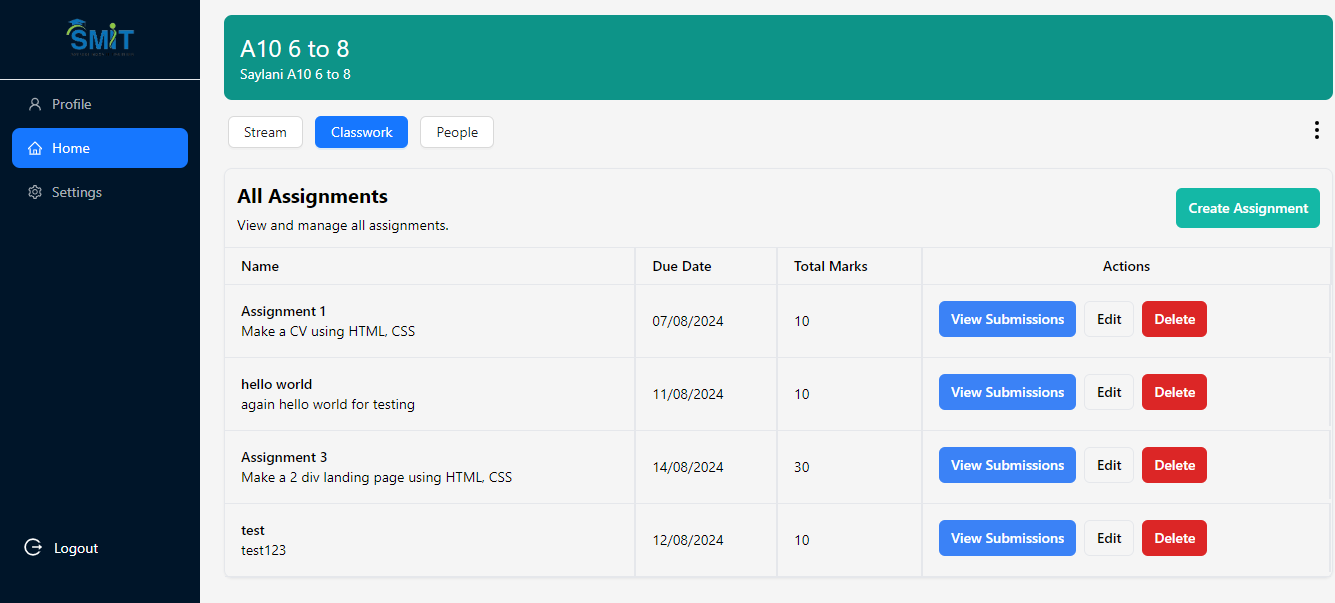 SMIT
Profile
Home
Settings
Logout
A10 6 to 8
Saylani A10 6 to 8
Stream
Classwork
People
All Assignments
View and manage all assignments.
Create Assignment
Name Due Date Total Marks Actions
Assignment 1
Make a CV using HTML, CSS
07/08/2024 10 View Submissions Edit Delete
hello world
again hello world for testing
11/08/2024 10 View Submissions Edit Delete
Assignment 3
Make a 2 div landing page using HTML, CSS
14/08/2024 30 View Submissions Edit Delete
test
test123
12/08/2024 10 View Submissions Edit Delete